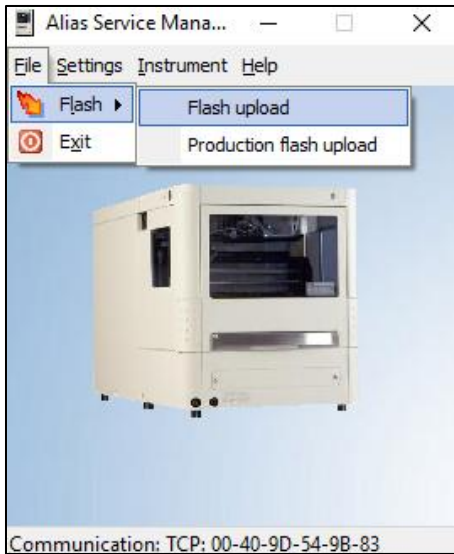 Alias Service Mana...
File Settings Instrument Help
Flash
Flash upload
Exit
Production flash upload
Communication: TCP: 00-40-9D-54-9B-83